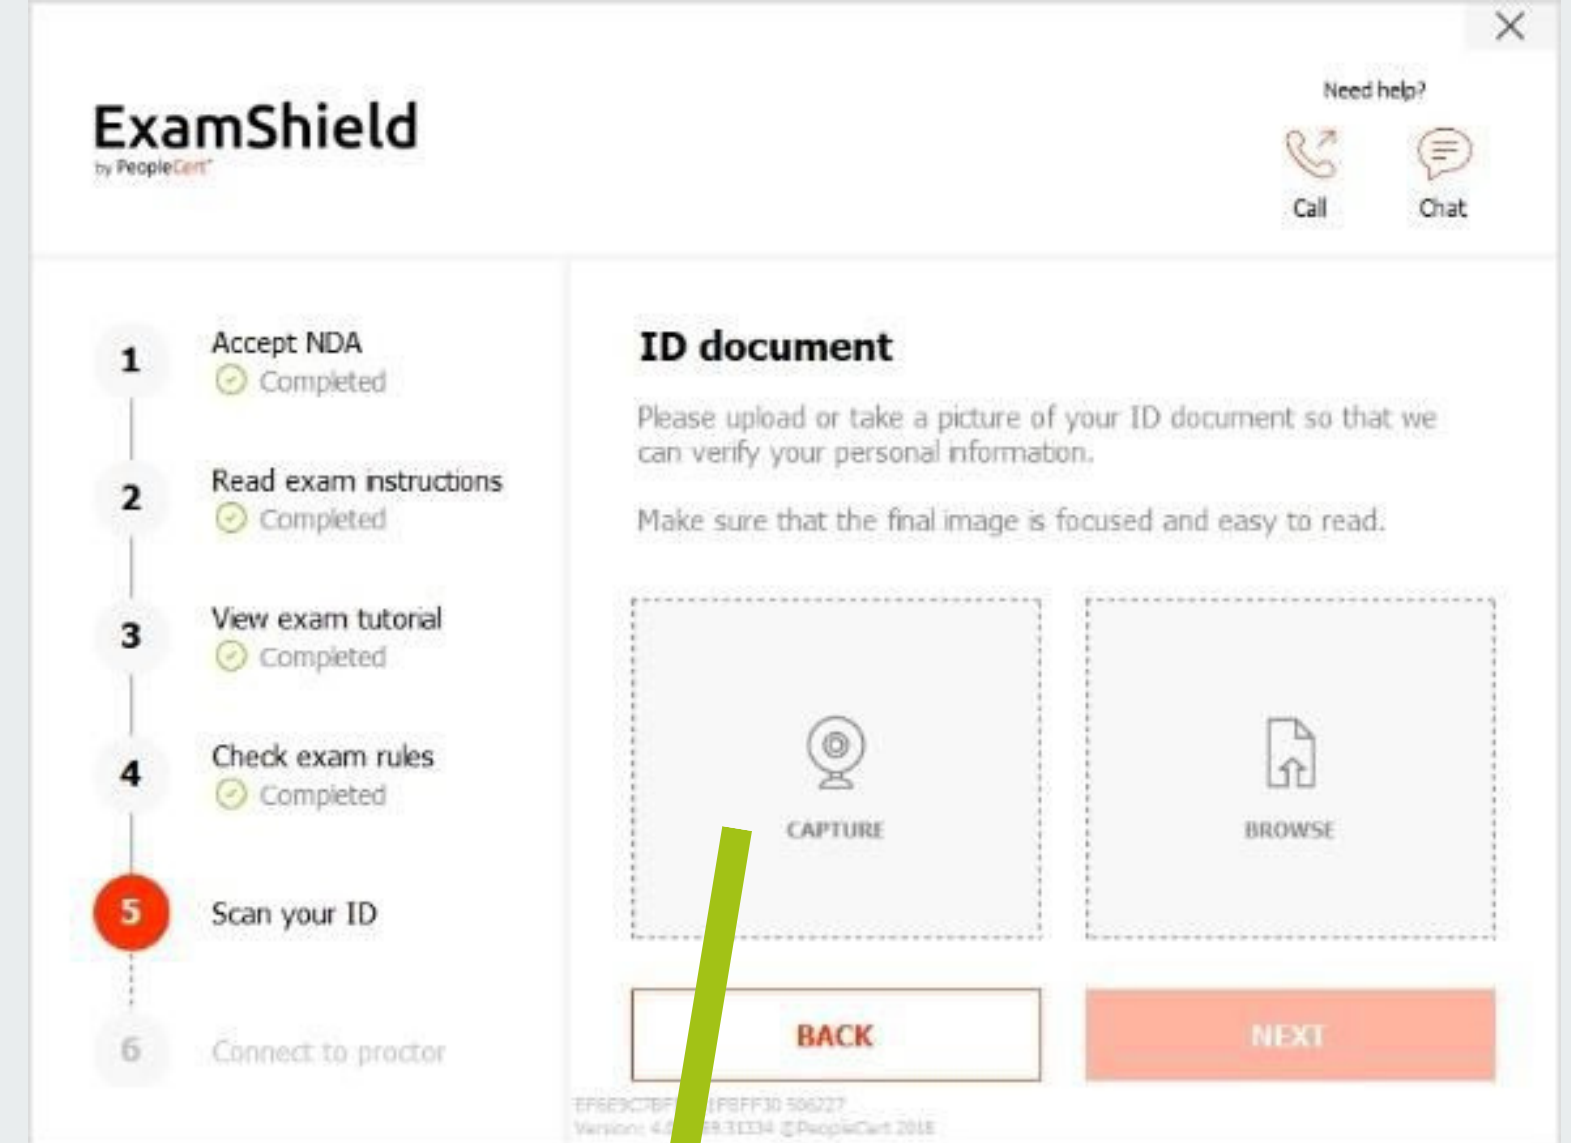 Need help?
ExamShield
by PeopleCert
Call
Chat
1
Accept NDA
Completed
2
Read exam instructions
Completed
3
View exam tutorial
Completed
4
Check exam rules
Completed
5
Scan your ID
6
Connect to proctor
ID document
Please upload or take a picture of your ID document so that we
can verify your personal information.
Make sure that the final image is focused and easy to read.
CAPTURE
BROWSE
BACK
NEXT
©PeopleCert 2018